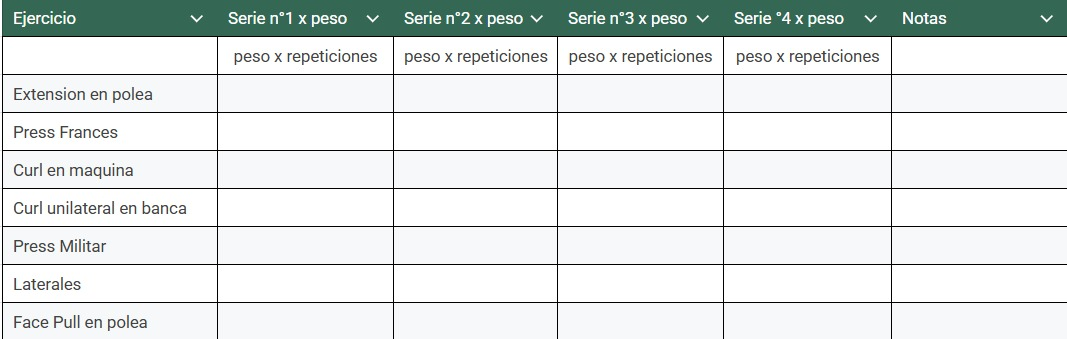 Ejercicio Serie n°1 x peso Serie n°2 x peso Serie n°3 x peso Serie °4 x peso Notas
peso x repeticiones peso x repeticiones peso x repeticiones peso x repeticiones
Extension en polea
Press Frances
Curl en maquina
Curl unilateral en banca
Press Militar
Laterales
Face Pull en polea